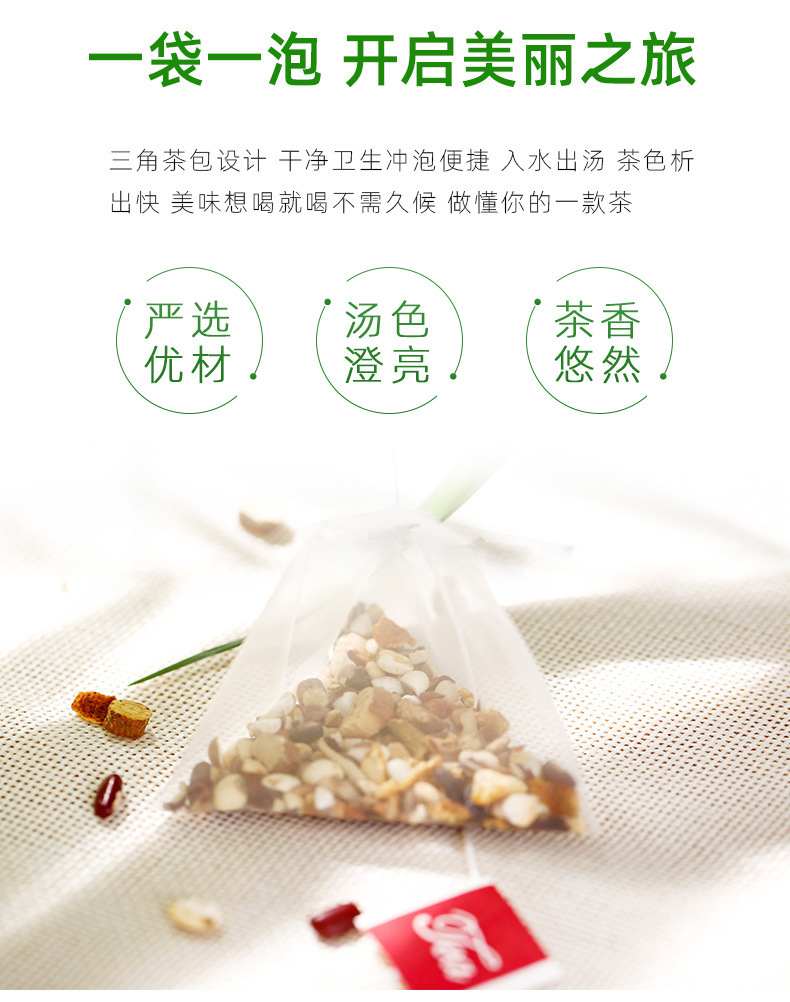 一袋一泡 开启美丽之旅
三角茶包设计 干净卫生冲泡便捷 入水出汤 茶色析
出快 美味想喝就喝不需久候 做懂你的一款茶
严选
优材
汤色
澄亮
茶香
悠然
Tea